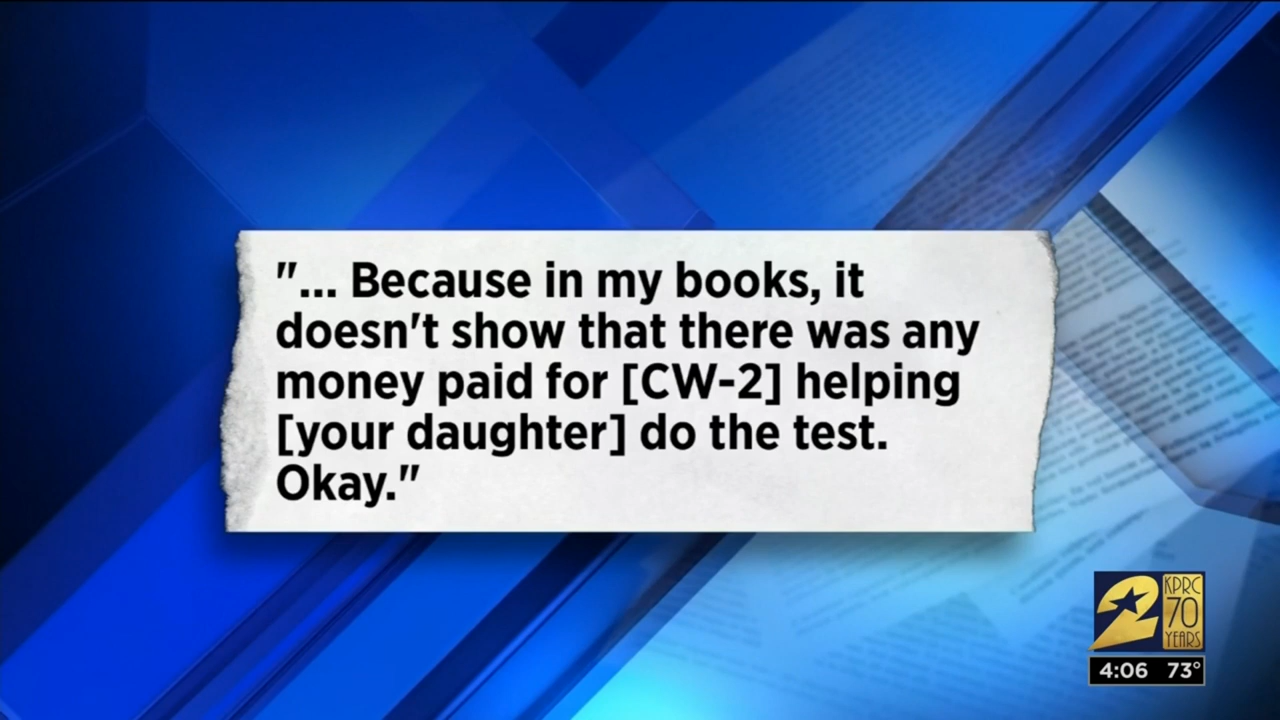 "... Because in my books, it
doesn't show that there was any
money paid for [CW-2] helping
[your daughter] do the test.
Okay."
2
KPRC
70
YEARS
4:06 73°